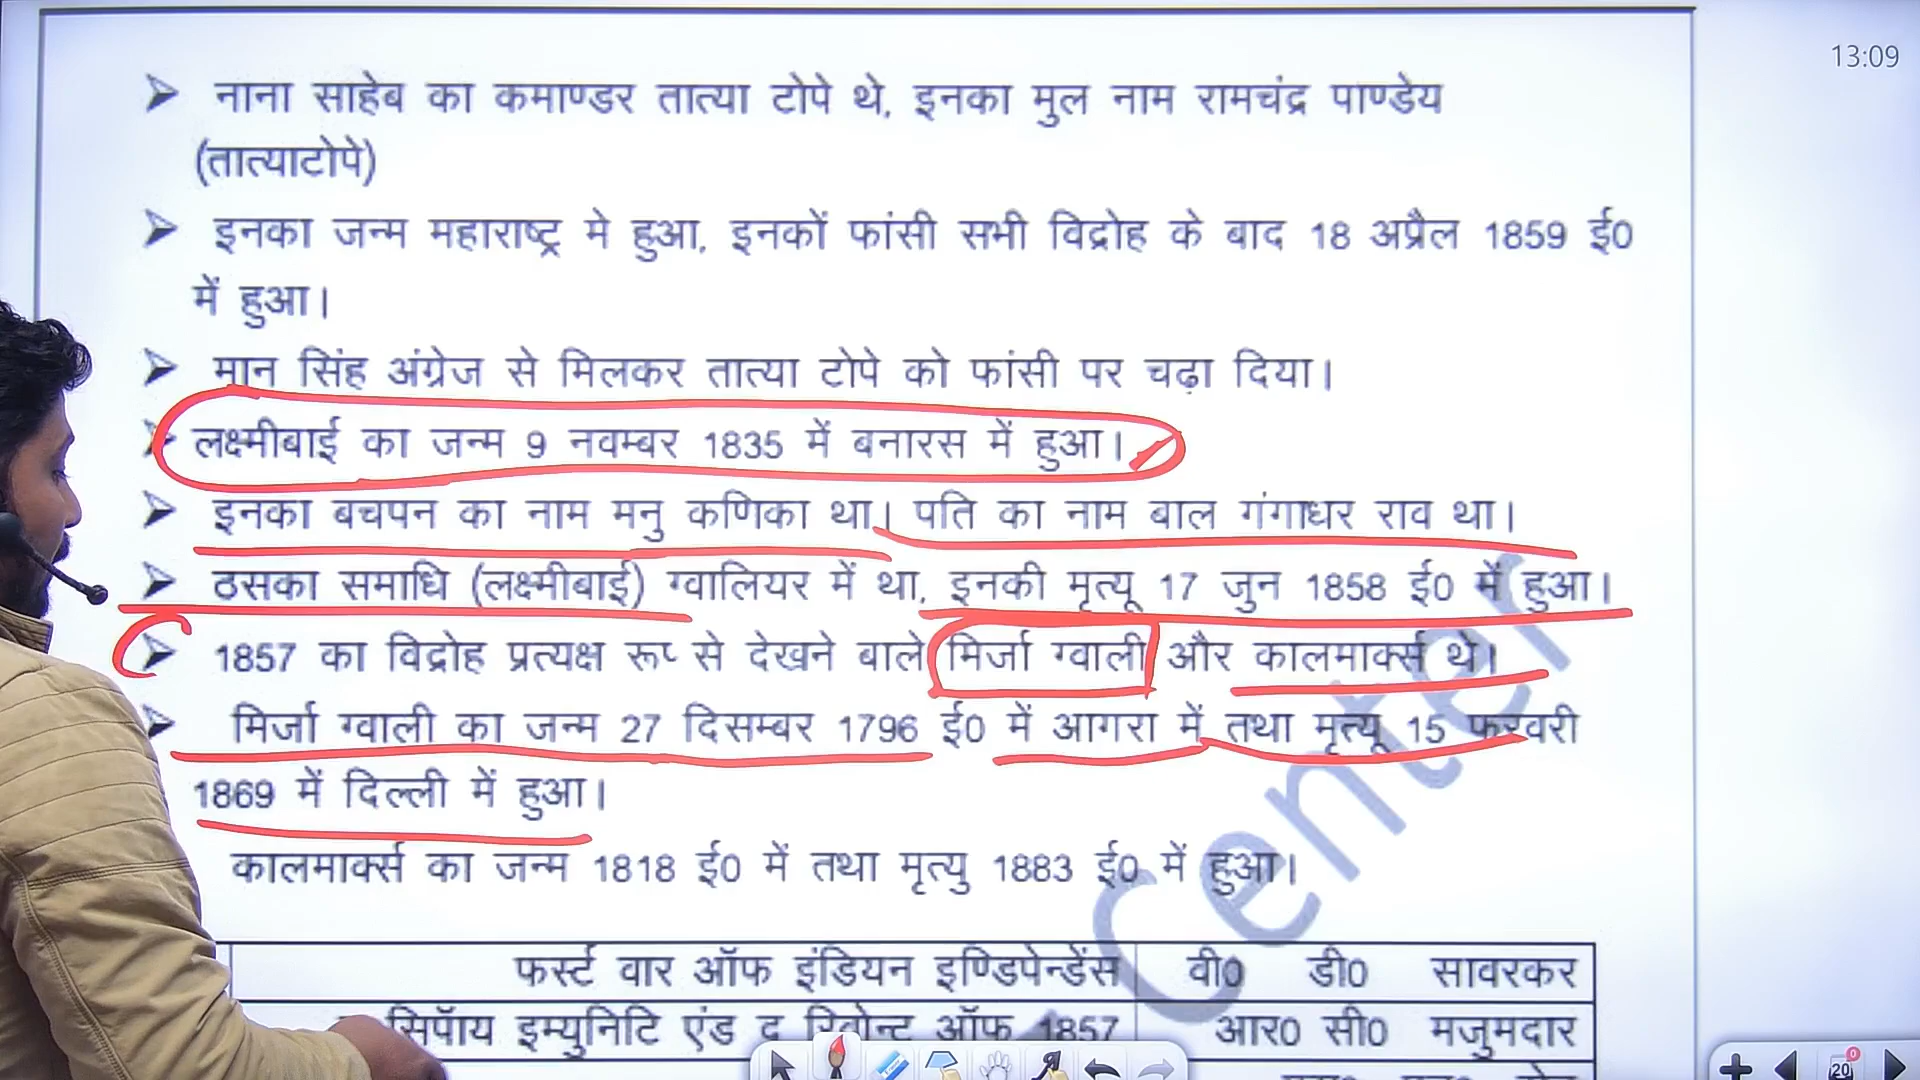 13:09
➤ नाना साहेब का कमाण्डर तात्या टोपे थे, इनका मुल नाम रामचंद्र पाण्डेय
(तात्याटोपे)
➤ इनका जन्म महाराष्ट्र मे हुआ, इनकों फांसी सभी विद्रोह के बाद 18 अप्रैल 1859 ई0
में हुआ।
➤ मान सिंह अंग्रेज से मिलकर तात्या टोपे को फांसी पर चढ़ा दिया।
➤ लक्ष्मीबाई का जन्म 9 नवम्बर 1835 में बनारस में हुआ।
➤ इनका बचपन का नाम मनु कणिका था। पति का नाम बाल गंगाधर राव था।
➤ ठसका समाधि (लक्ष्मीबाई) ग्वालियर में था, इनकी मृत्यू 17 जुन 1858 ई0 में हुआ।
➤ 1857 का विद्रोह प्रत्यक्ष रूप से देखने वाले मिर्जा ग्वाली और कालमार्क्स थे।
➤ मिर्जा ग्वाली का जन्म 27 दिसम्बर 1796 ई0 में आगरा में तथा मृत्यू 15 फरवरी
1869 में दिल्ली में हुआ।
कालमार्क्स का जन्म 1818 ई0 में तथा मृत्यु 1883 ई0 में हुआ।
फर्स्ट वार ऑफ इंडियन इण्डिपेन्डेंस वी0 डी0 सावरकर
सिपॅाय इम्युनिटि एंड द ऑफ 1857 आर0 सी0 मजुमदार
Center
20
0